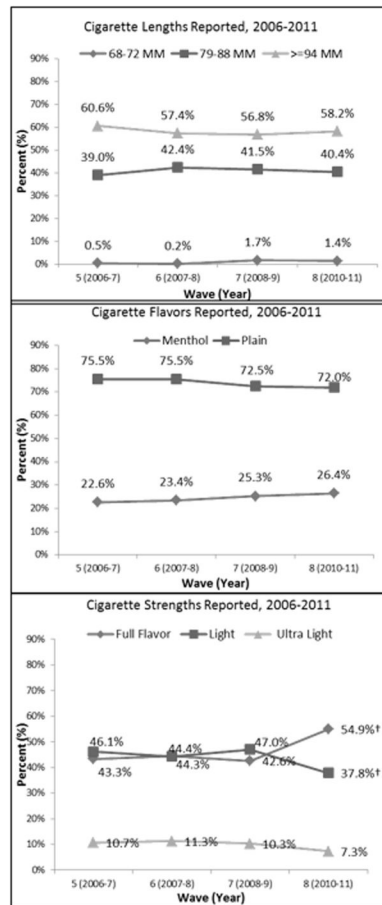 Cigarette Lengths Reported, 2006-2011
68-72 MM 79-88 MM >=94 MM
90%
80%
70%
60%
50%
40%
30%
20%
10%
0%
Percent (%)
60.6% 57.4% 56.8% 58.2%
39.0% 42.4% 41.5% 40.4%
0.5% 0.2% 1.7% 1.4%
5 (2006-7) 6 (2007-8) 7 (2008-9) 8 (2010-11)
Wave (Year)
Cigarette Flavors Reported, 2006-2011
Menthol Plain
90%
80%
70%
60%
50%
40%
30%
20%
10%
0%
Percent (%)
75.5% 75.5% 72.5% 72.0%
22.6% 23.4% 25.3% 26.4%
5 (2006-7) 6 (2007-8) 7 (2008-9) 8 (2010-11)
Wave (Year)
Cigarette Strengths Reported, 2006-2011
Full Flavor Light Ultra Light
90%
80%
70%
60%
50%
40%
30%
20%
10%
0%
Percent (%)
46.1% 44.4% 47.0% 54.9%†
43.3% 44.3% 42.6% 37.8%†
10.7% 11.3% 10.3% 7.3%
5 (2006-7) 6 (2007-8) 7 (2008-9) 8 (2010-11)
Wave (Year)